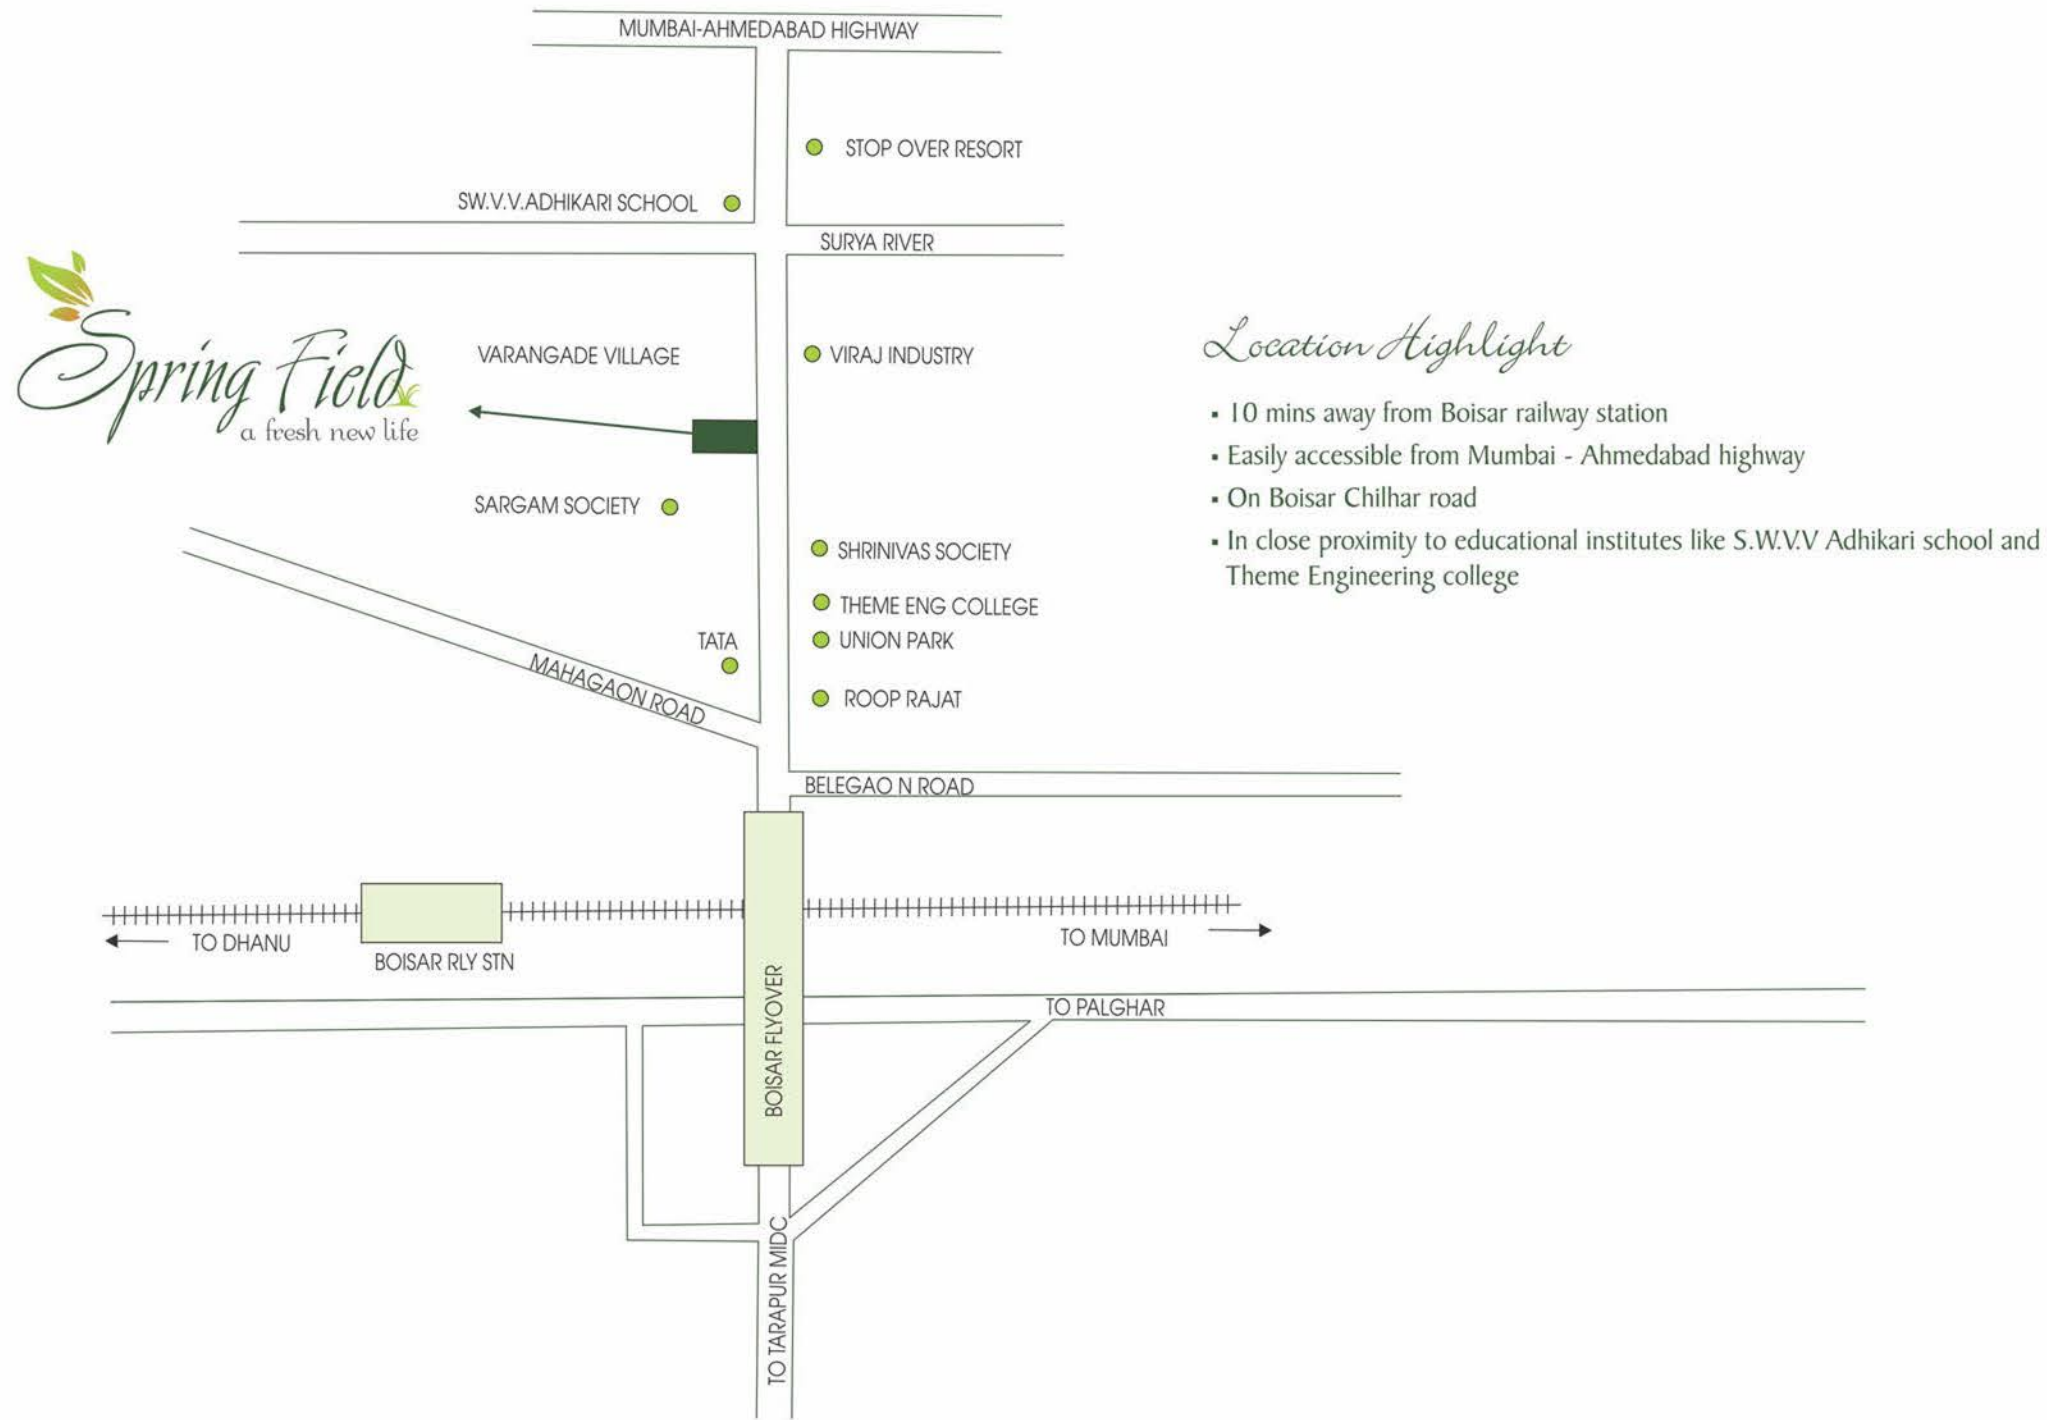 MUMBAI-AHMEDABAD HIGHWAY
STOP OVER RESORT
SW.V.V.ADHIKARI SCHOOL
SURYA RIVER
Spring Field
a fresh new life
VARANGADE VILLAGE
VIRAJ INDUSTRY
SARGAM SOCIETY
SHRINIVAS SOCIETY
THEME ENG COLLEGE
UNION PARK
TATA
MAHAGAON ROAD
ROOP RAJAT
BELEGAO N ROAD
TO DHANU
BOISAR RLY STN
TO MUMBAI
BOISAR FLYOVER
TO PALGHAR
TO TARAPUR MIDC
Location Highlight
▪ 10 mins away from Boisar railway station
▪ Easily accessible from Mumbai - Ahmedabad highway
▪ On Boisar Chilhar road
▪ In close proximity to educational institutes like S.W.V.V Adhikari school and
Theme Engineering college